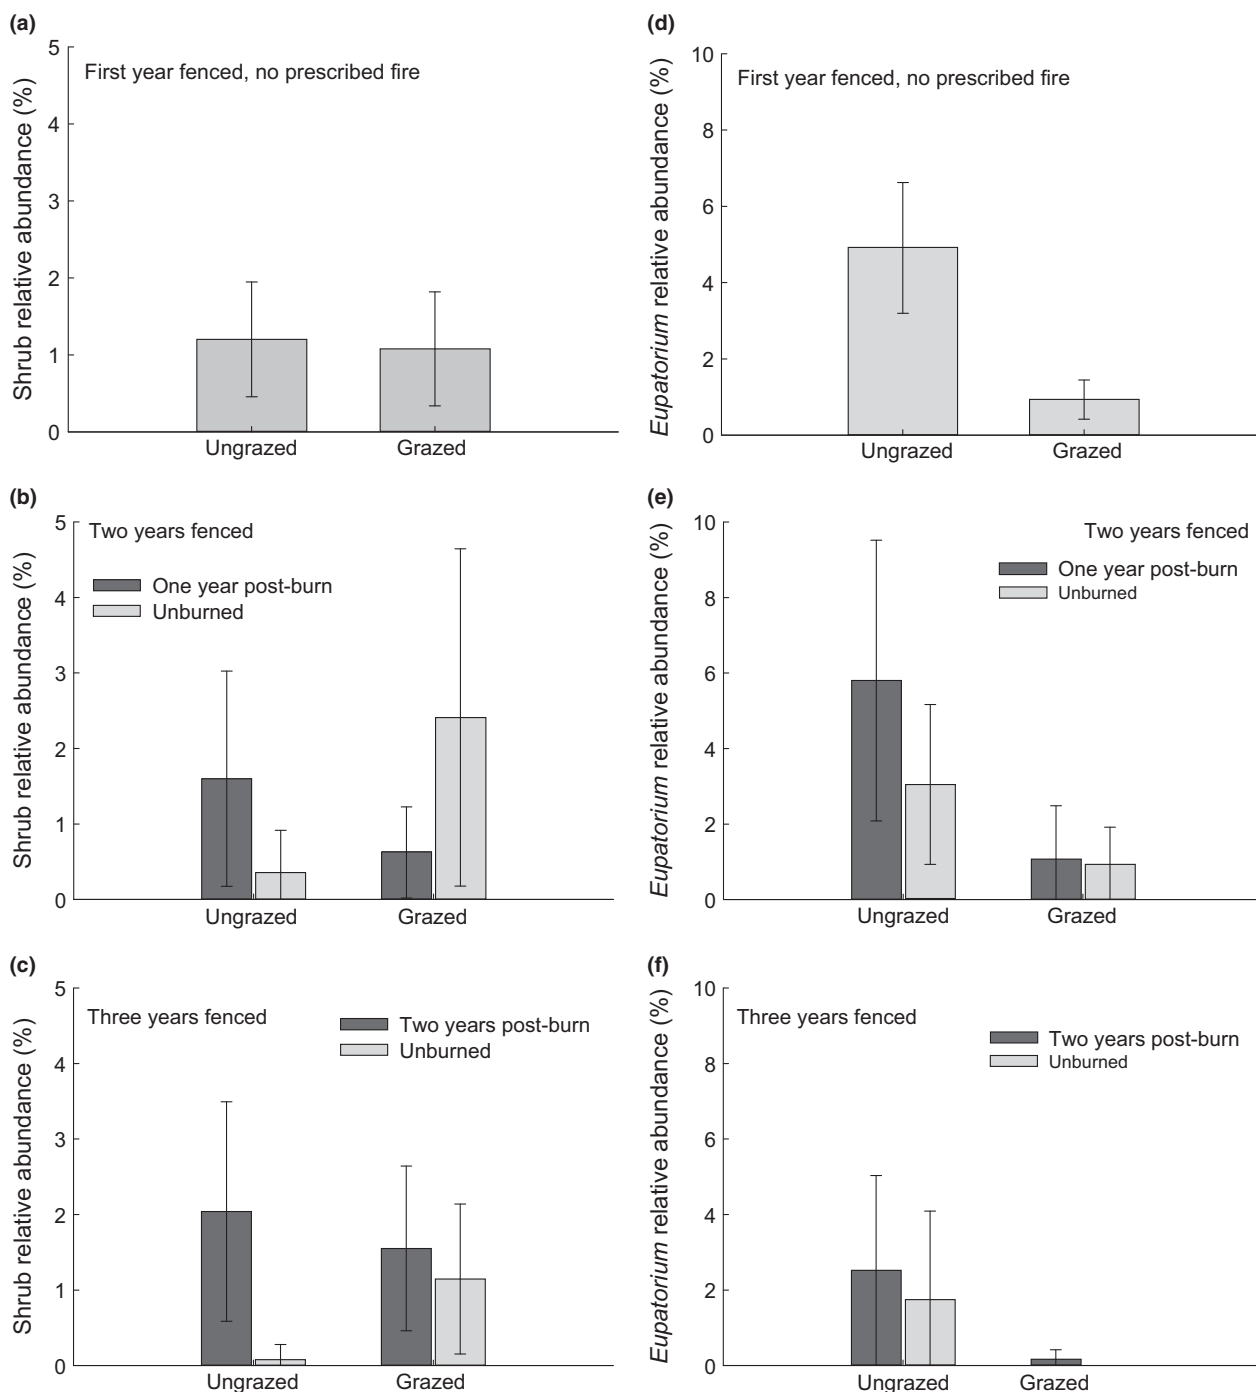 (a)
Shrub relative abundance (%)
5
4
3
2
1
0
First year fenced, no prescribed fire
Ungrazed Grazed
(d)
Eupatorium relative abundance (%)
10
8
6
4
2
0
First year fenced, no prescribed fire
Ungrazed Grazed
(b)
Shrub relative abundance (%)
5
4
3
2
1
0
Two years fenced
One year post-burn
Unburned
Ungrazed Grazed
(e)
Eupatorium relative abundance (%)
10
8
6
4
2
0
Two years fenced
One year post-burn
Unburned
Ungrazed Grazed
(c)
Shrub relative abundance (%)
5
4
3
2
1
0
Three years fenced
Two years post-burn
Unburned
Ungrazed Grazed
(f)
Eupatorium relative abundance (%)
10
8
6
4
2
0
Three years fenced
Two years post-burn
Unburned
Ungrazed Grazed